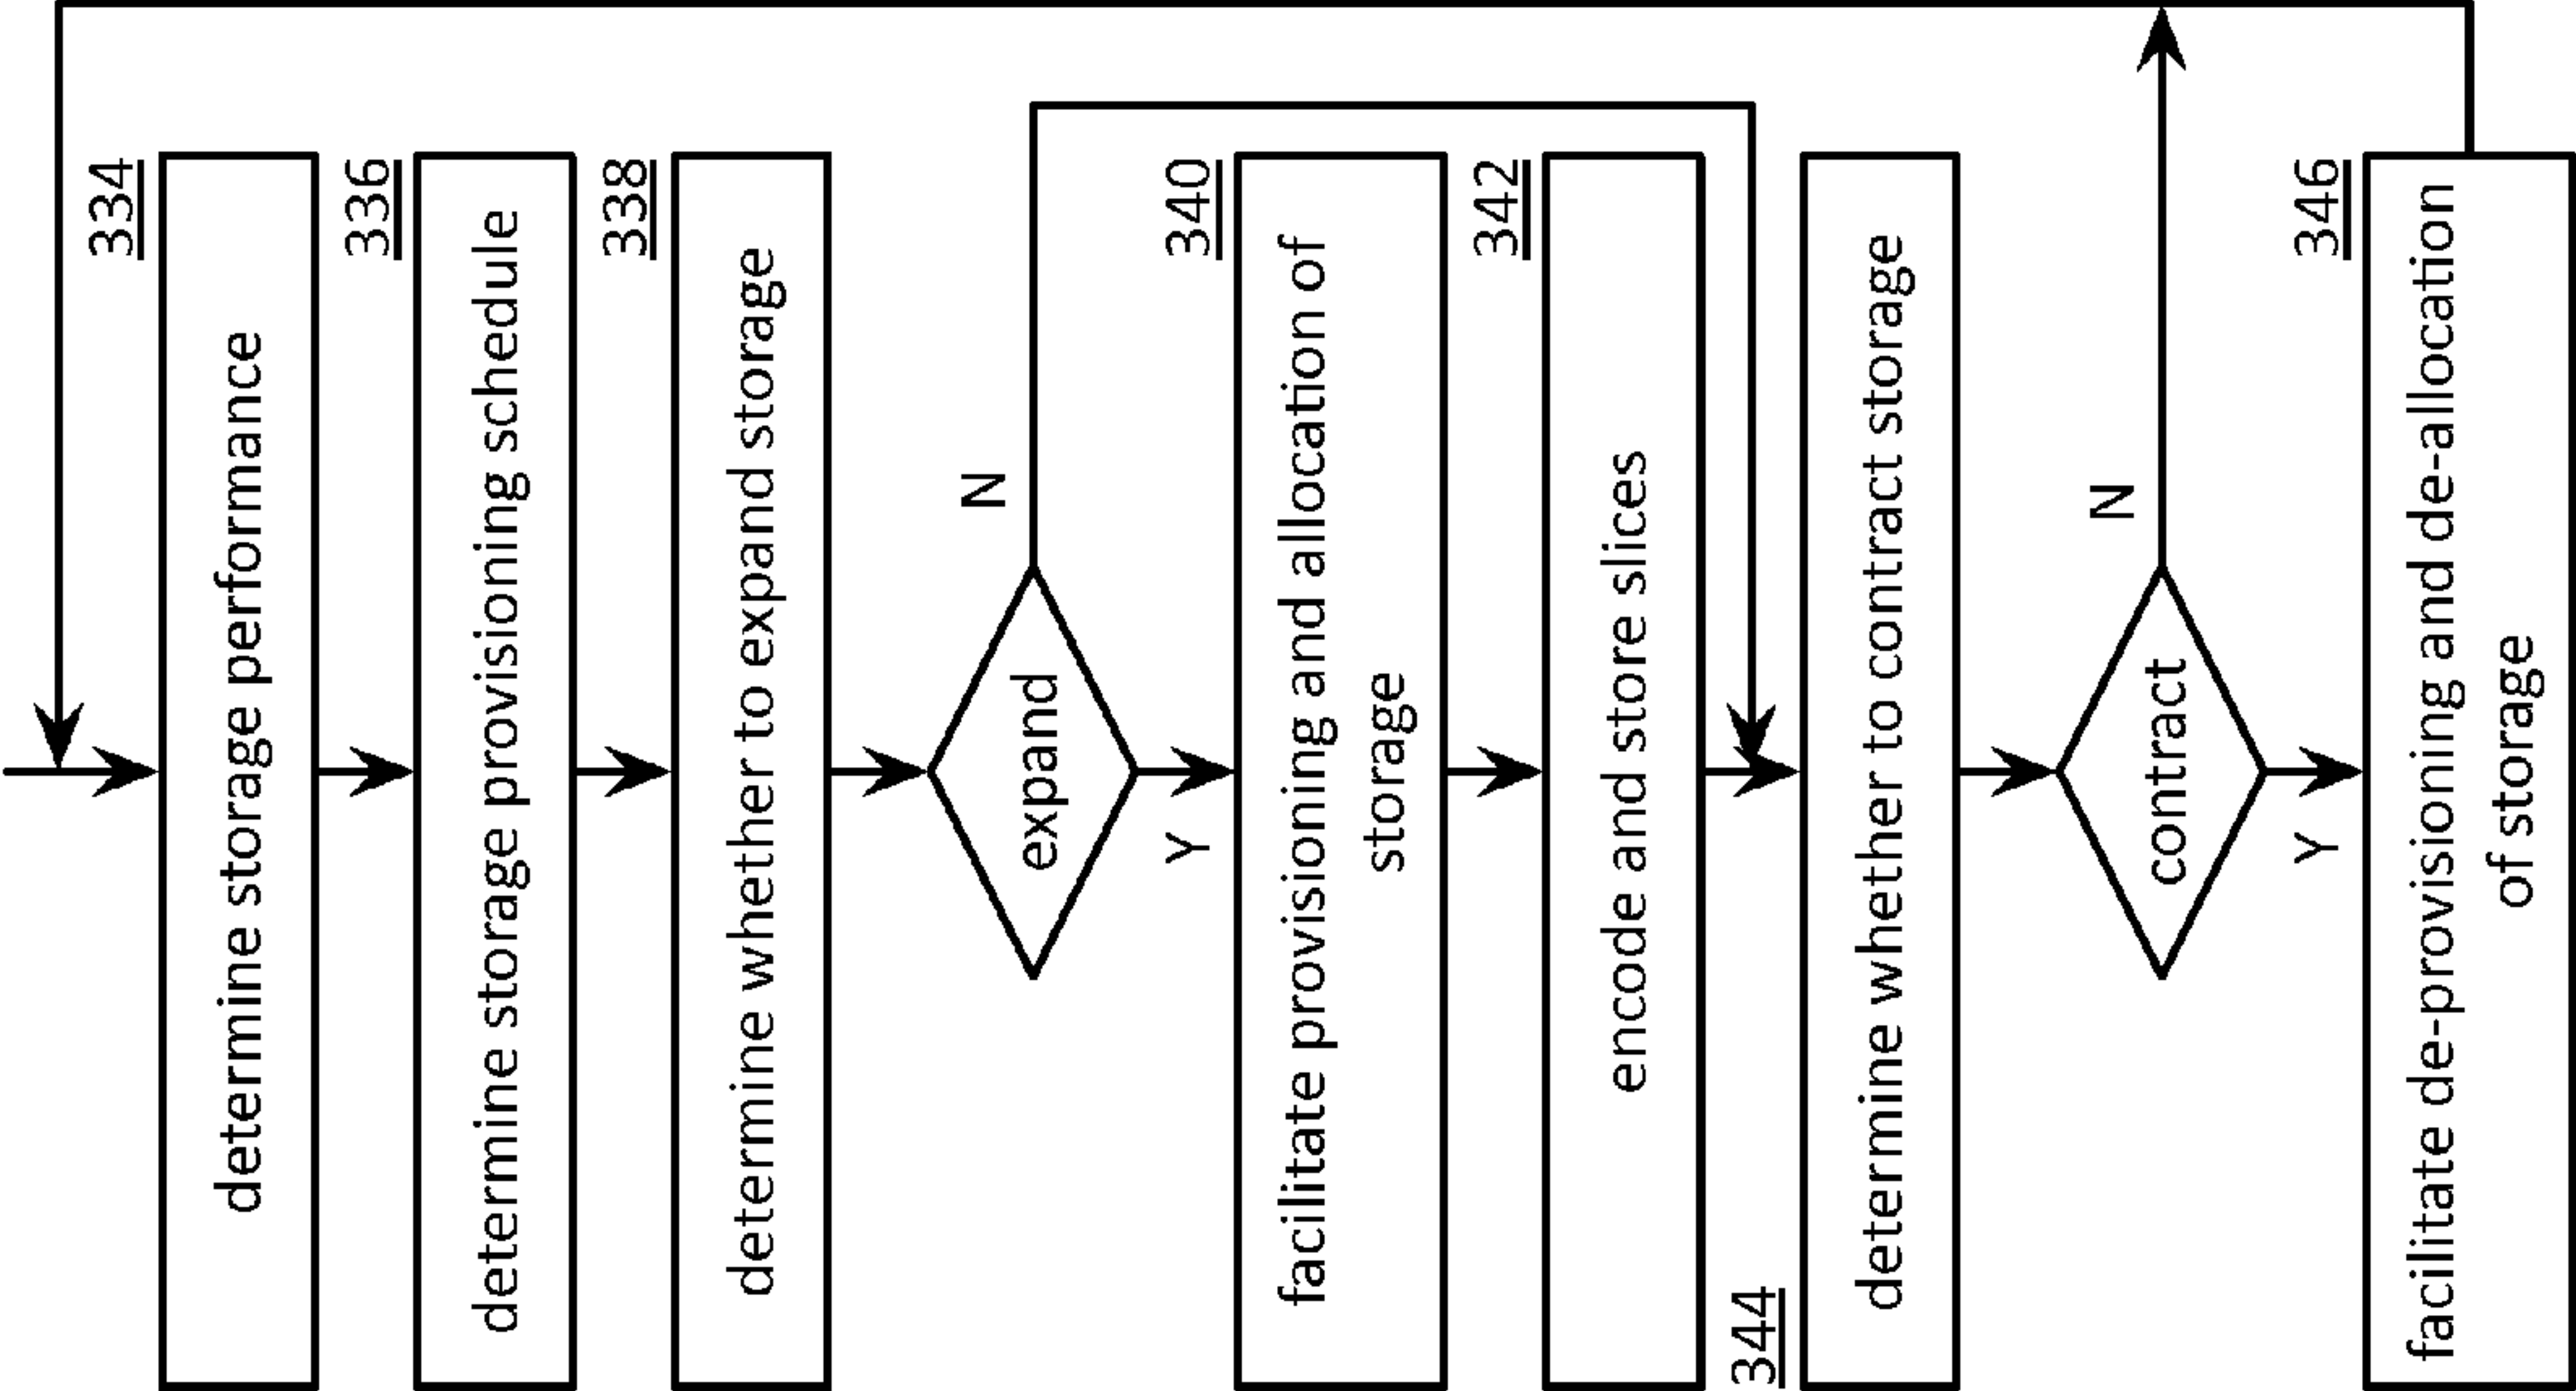 334
determine storage performance
336
determine storage provisioning schedule
338
determine whether to expand storage
expand
N
Y
340
facilitate provisioning and allocation of
storage
342
encode and store slices
344
determine whether to contract storage
contract
N
Y
346
facilitate de-provisioning and de-allocation
of storage